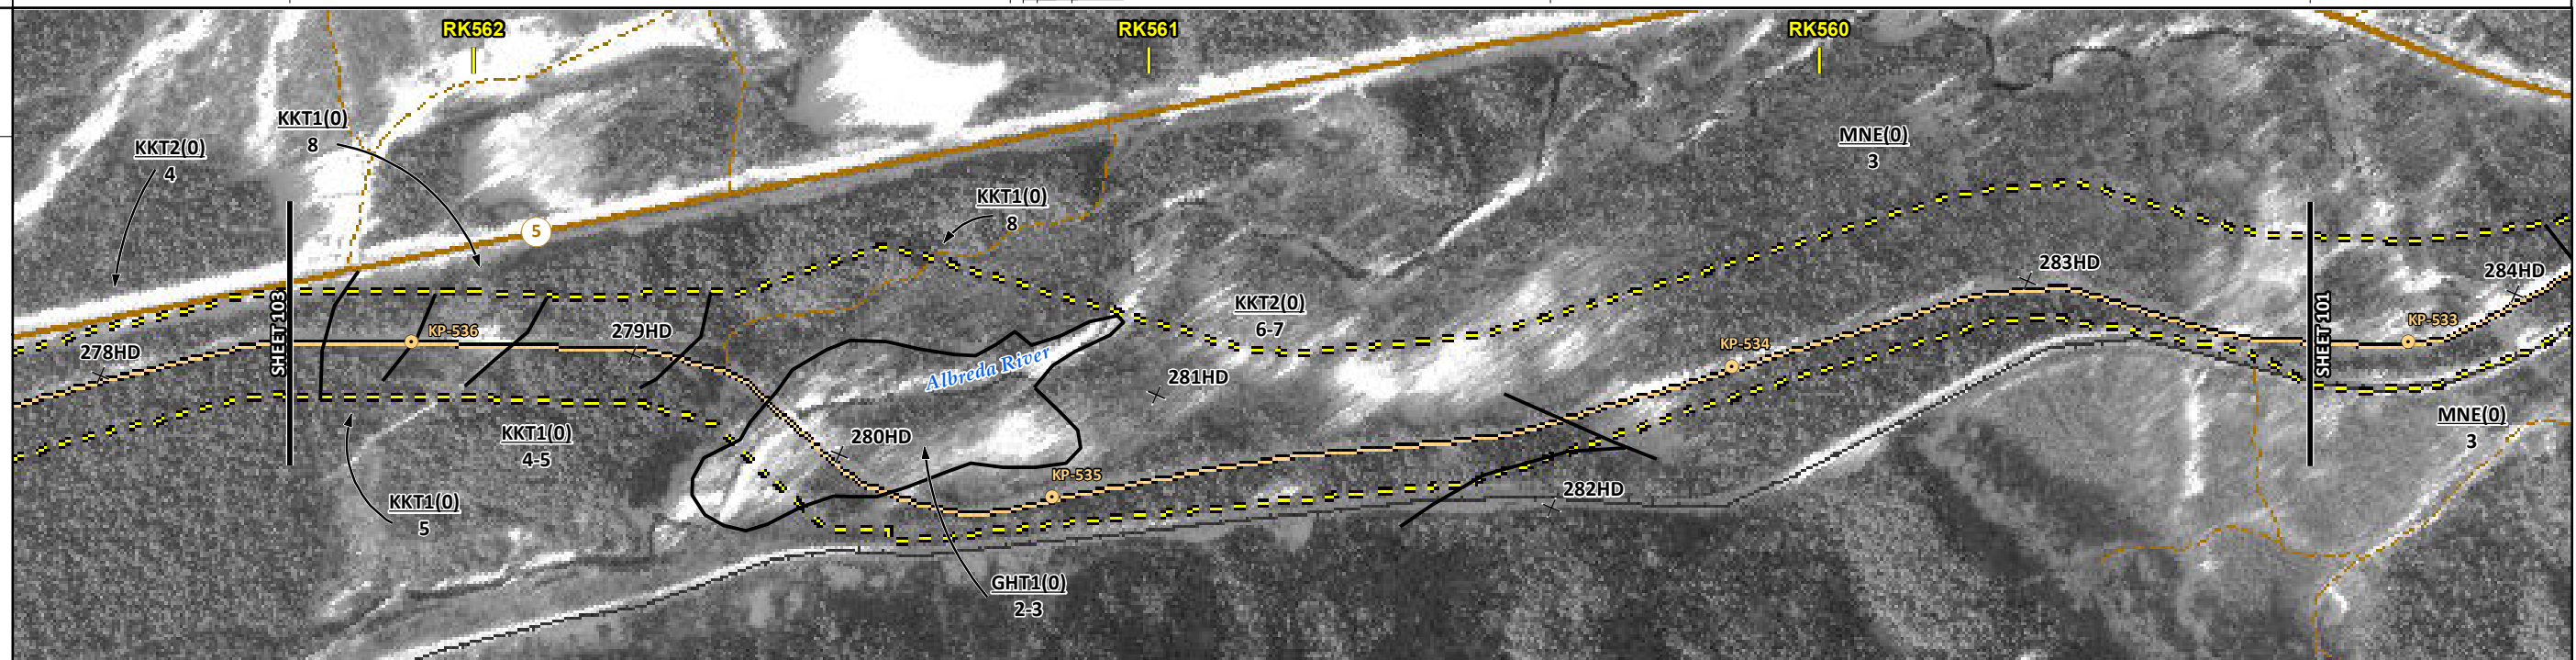 RK562
RK561
RK560
KKT1(0)
8
KKT2(0)
4
MNE(0)
3
KKT1(0)
8
5
283HD
284HD
SHEET 103
KP-536
279HD
278HD
KKT2(0)
6-7
KP-534
KP-533
SHEET 101
Albreda River
281HD
KKT1(0)
4-5
280HD
MNE(0)
3
KP-535
282HD
KKT1(0)
5
GHT1(0)
2-3